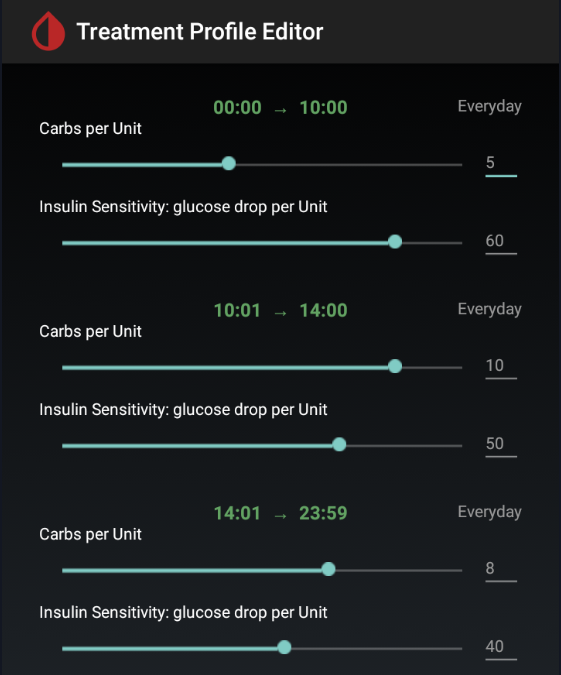 Treatment Profile Editor
00:00 → 10:00 Everyday
Carbs per Unit
5
Insulin Sensitivity: glucose drop per Unit
60
10:01 → 14:00 Everyday
Carbs per Unit
10
Insulin Sensitivity: glucose drop per Unit
50
14:01 → 23:59 Everyday
Carbs per Unit
8
Insulin Sensitivity: glucose drop per Unit
40